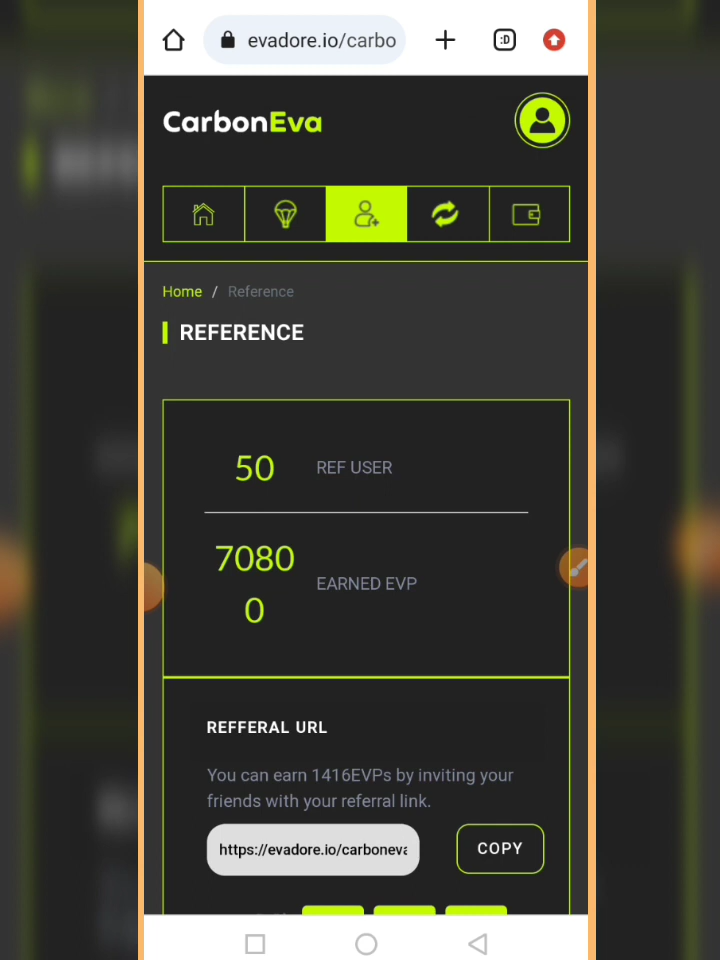 evadore.io/carbo
:D
CarbonEva
Home / Reference
REFERENCE
50 REF USER
7080
0
EARNED EVP
REFFERAL URL
You can earn 1416EVPs by inviting your
friends with your referral link.
https://evadore.io/carboneva
COPY